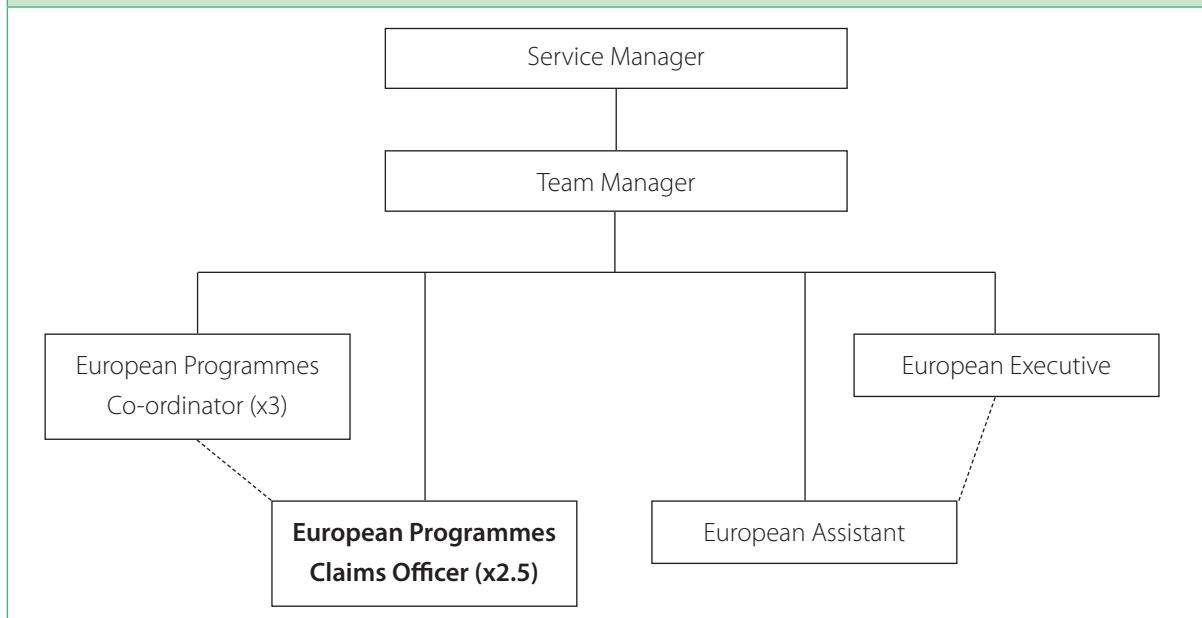 Service Manager
Team Manager
European Programmes
Co-ordinator (x3)
European Executive
European Programmes
Claims Officer (x2.5)
European Assistant